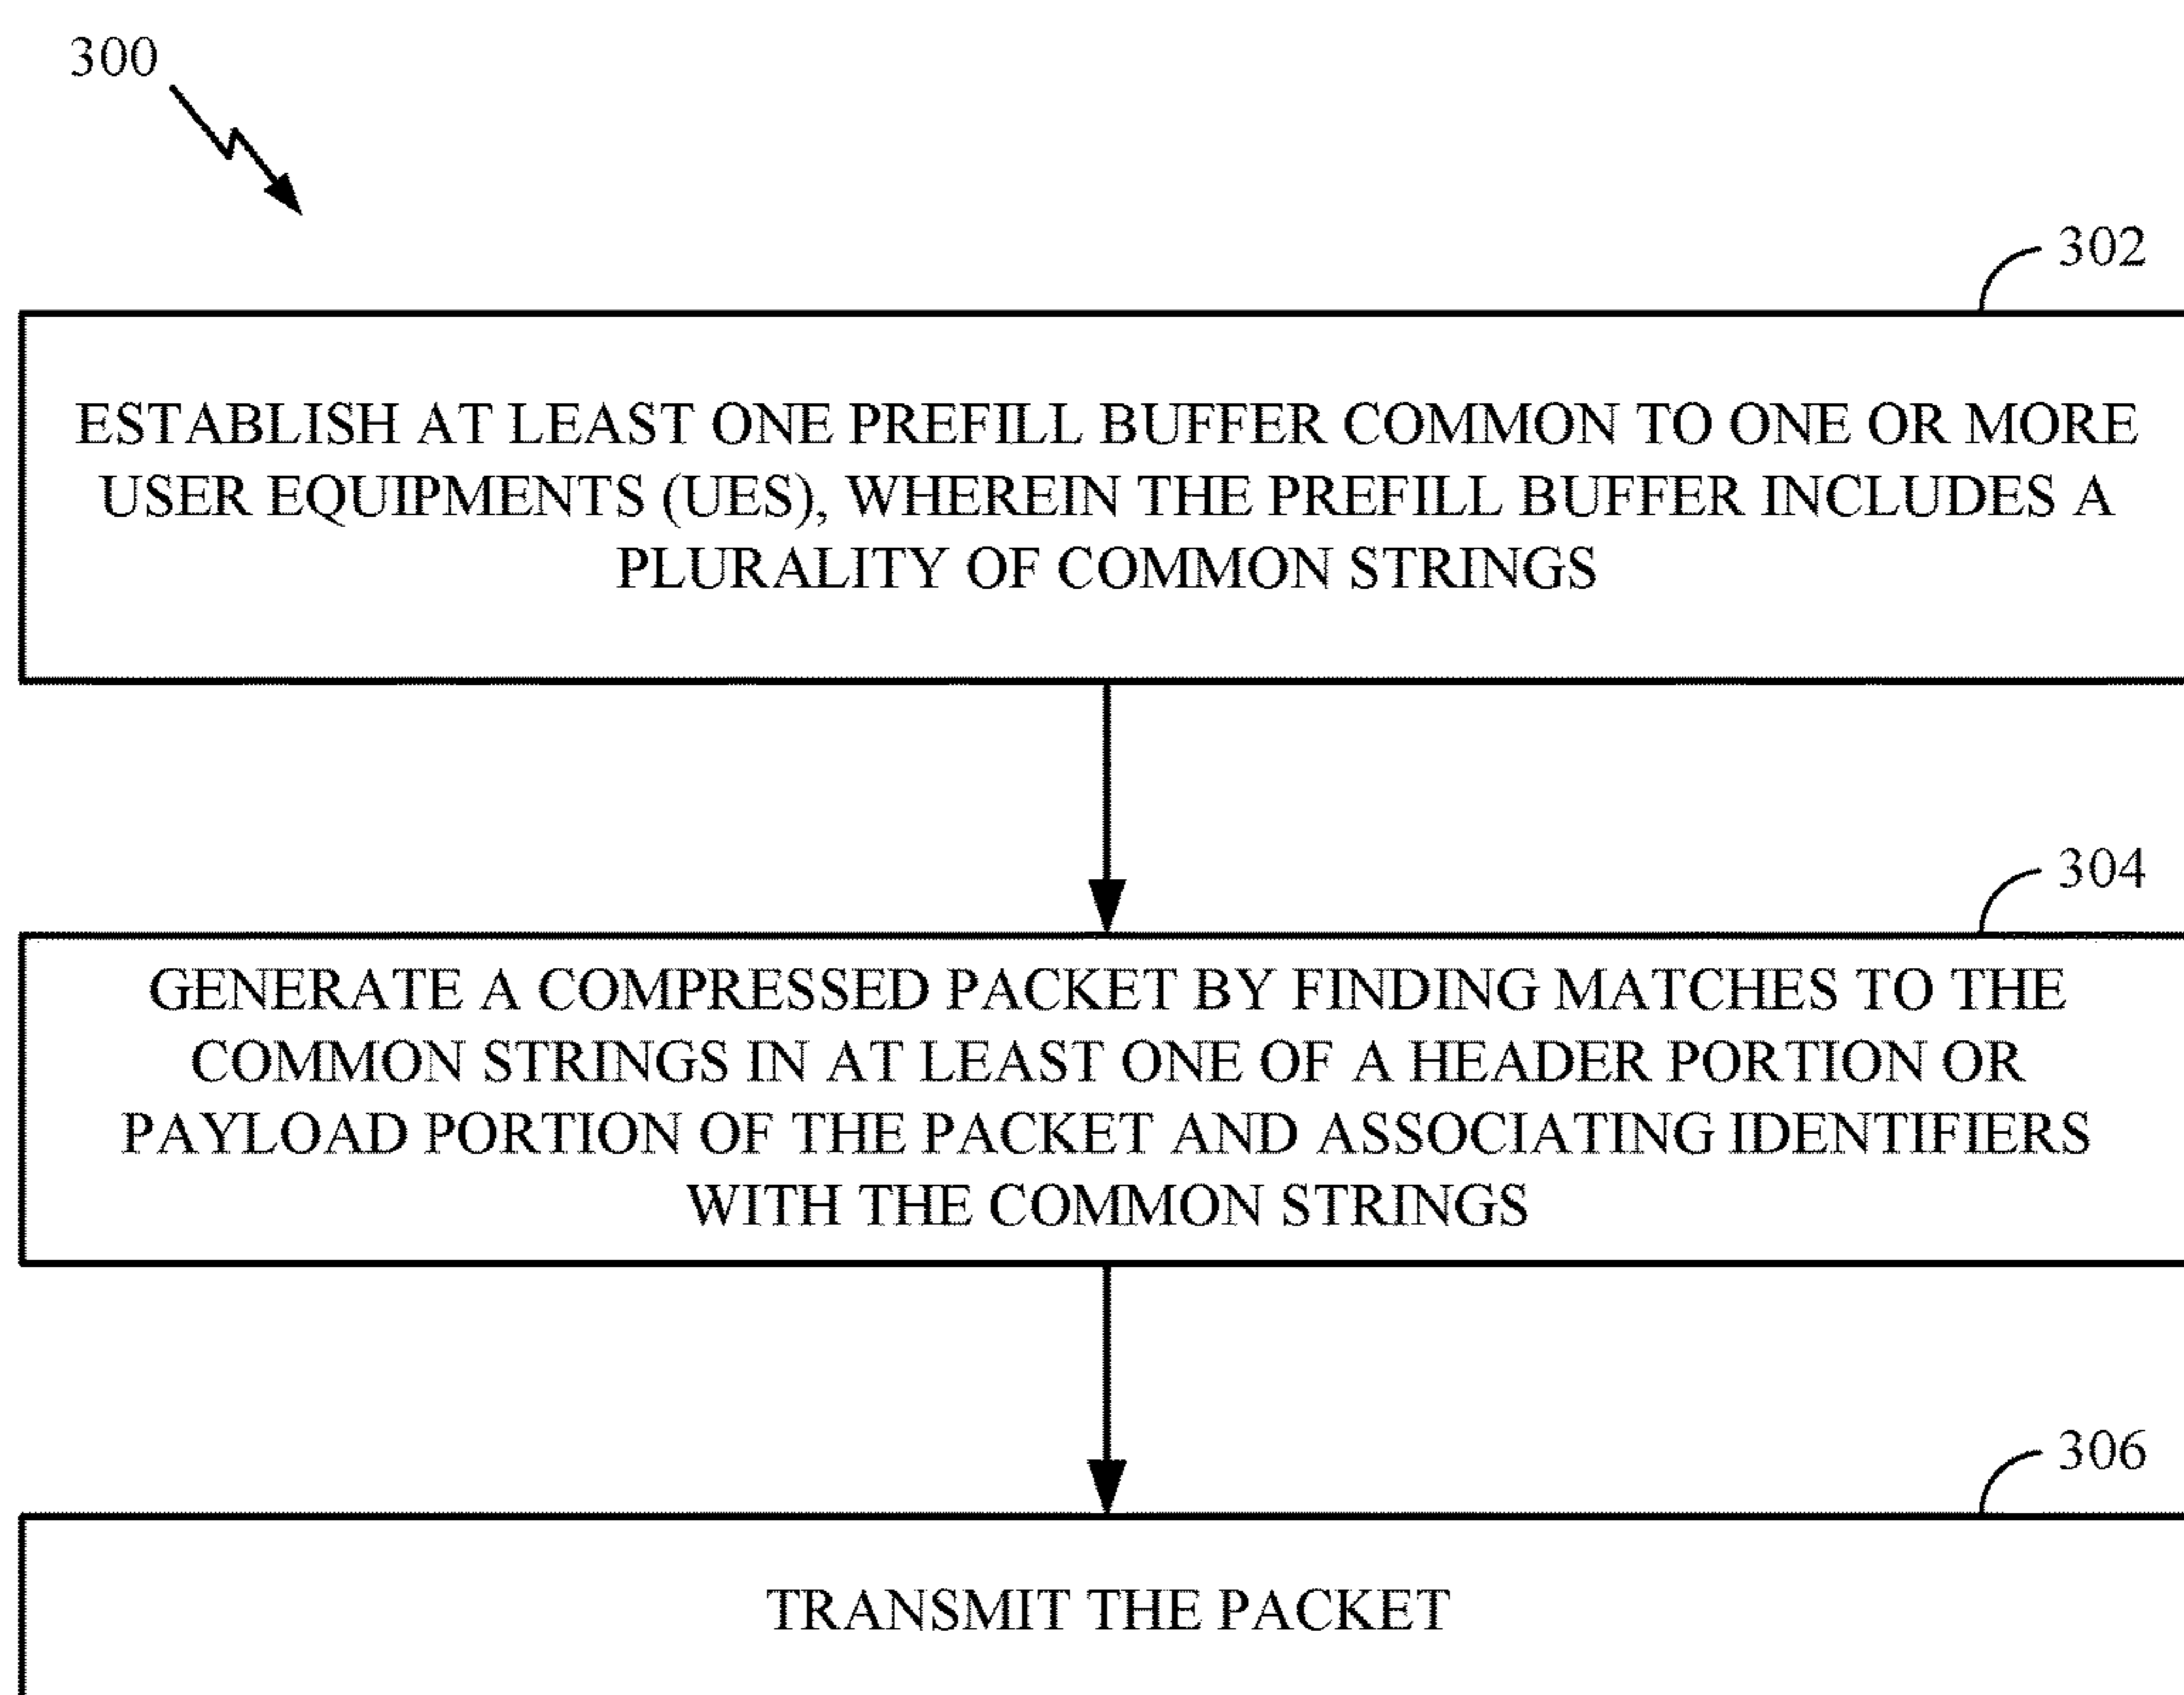 300
302
ESTABLISH AT LEAST ONE PREFILL BUFFER COMMON TO ONE OR MORE
USER EQUIPMENTS (UES), WHEREIN THE PREFILL BUFFER INCLUDES A
PLURALITY OF COMMON STRINGS
304
GENERATE A COMPRESSED PACKET BY FINDING MATCHES TO THE
COMMON STRINGS IN AT LEAST ONE OF A HEADER PORTION OR
PAYLOAD PORTION OF THE PACKET AND ASSOCIATING IDENTIFIERS
WITH THE COMMON STRINGS
306
TRANSMIT THE PACKET